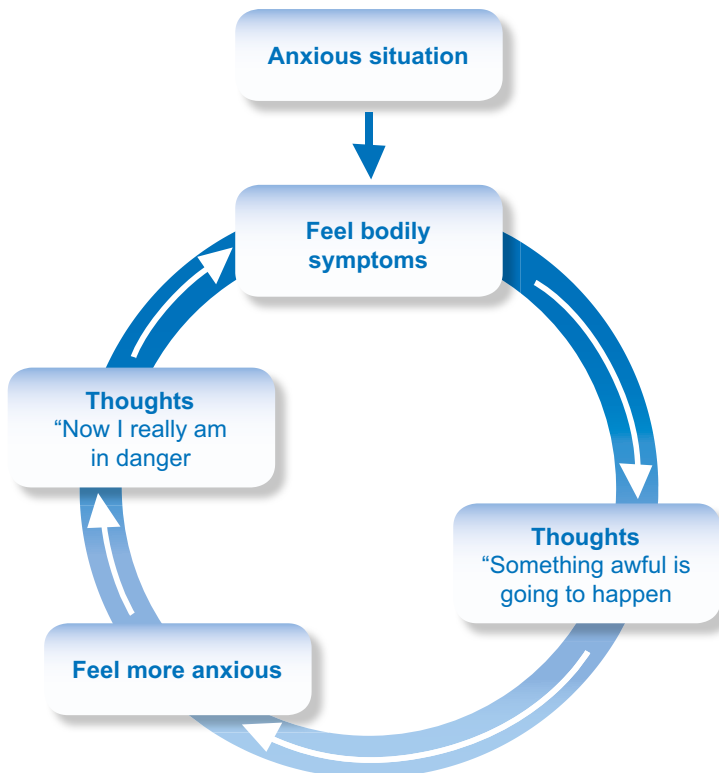 Anxious situation
Feel bodily
symptoms
Thoughts
“Something awful is
going to happen
Feel more anxious
Thoughts
“Now I really am
in danger